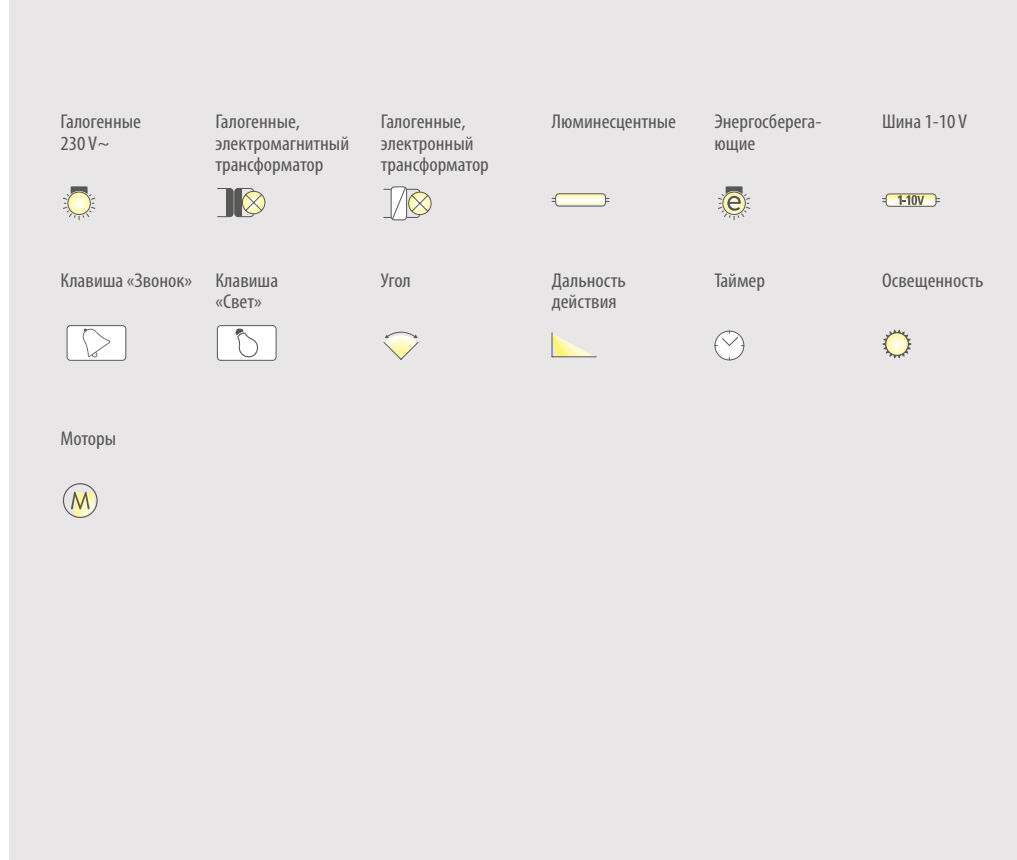 Галогенные
230 V~
Галогенные,
электромагнитный
трансформатор
Галогенные,
электронный
трансформатор
Люминесцентные
Энергосберега-
ющие
Шина 1-10 V
e
1-10V
Клавиша «Звонок»
Клавиша
«Свет»
Угол
Дальность
действия
Таймер
Освещенность
Моторы
M